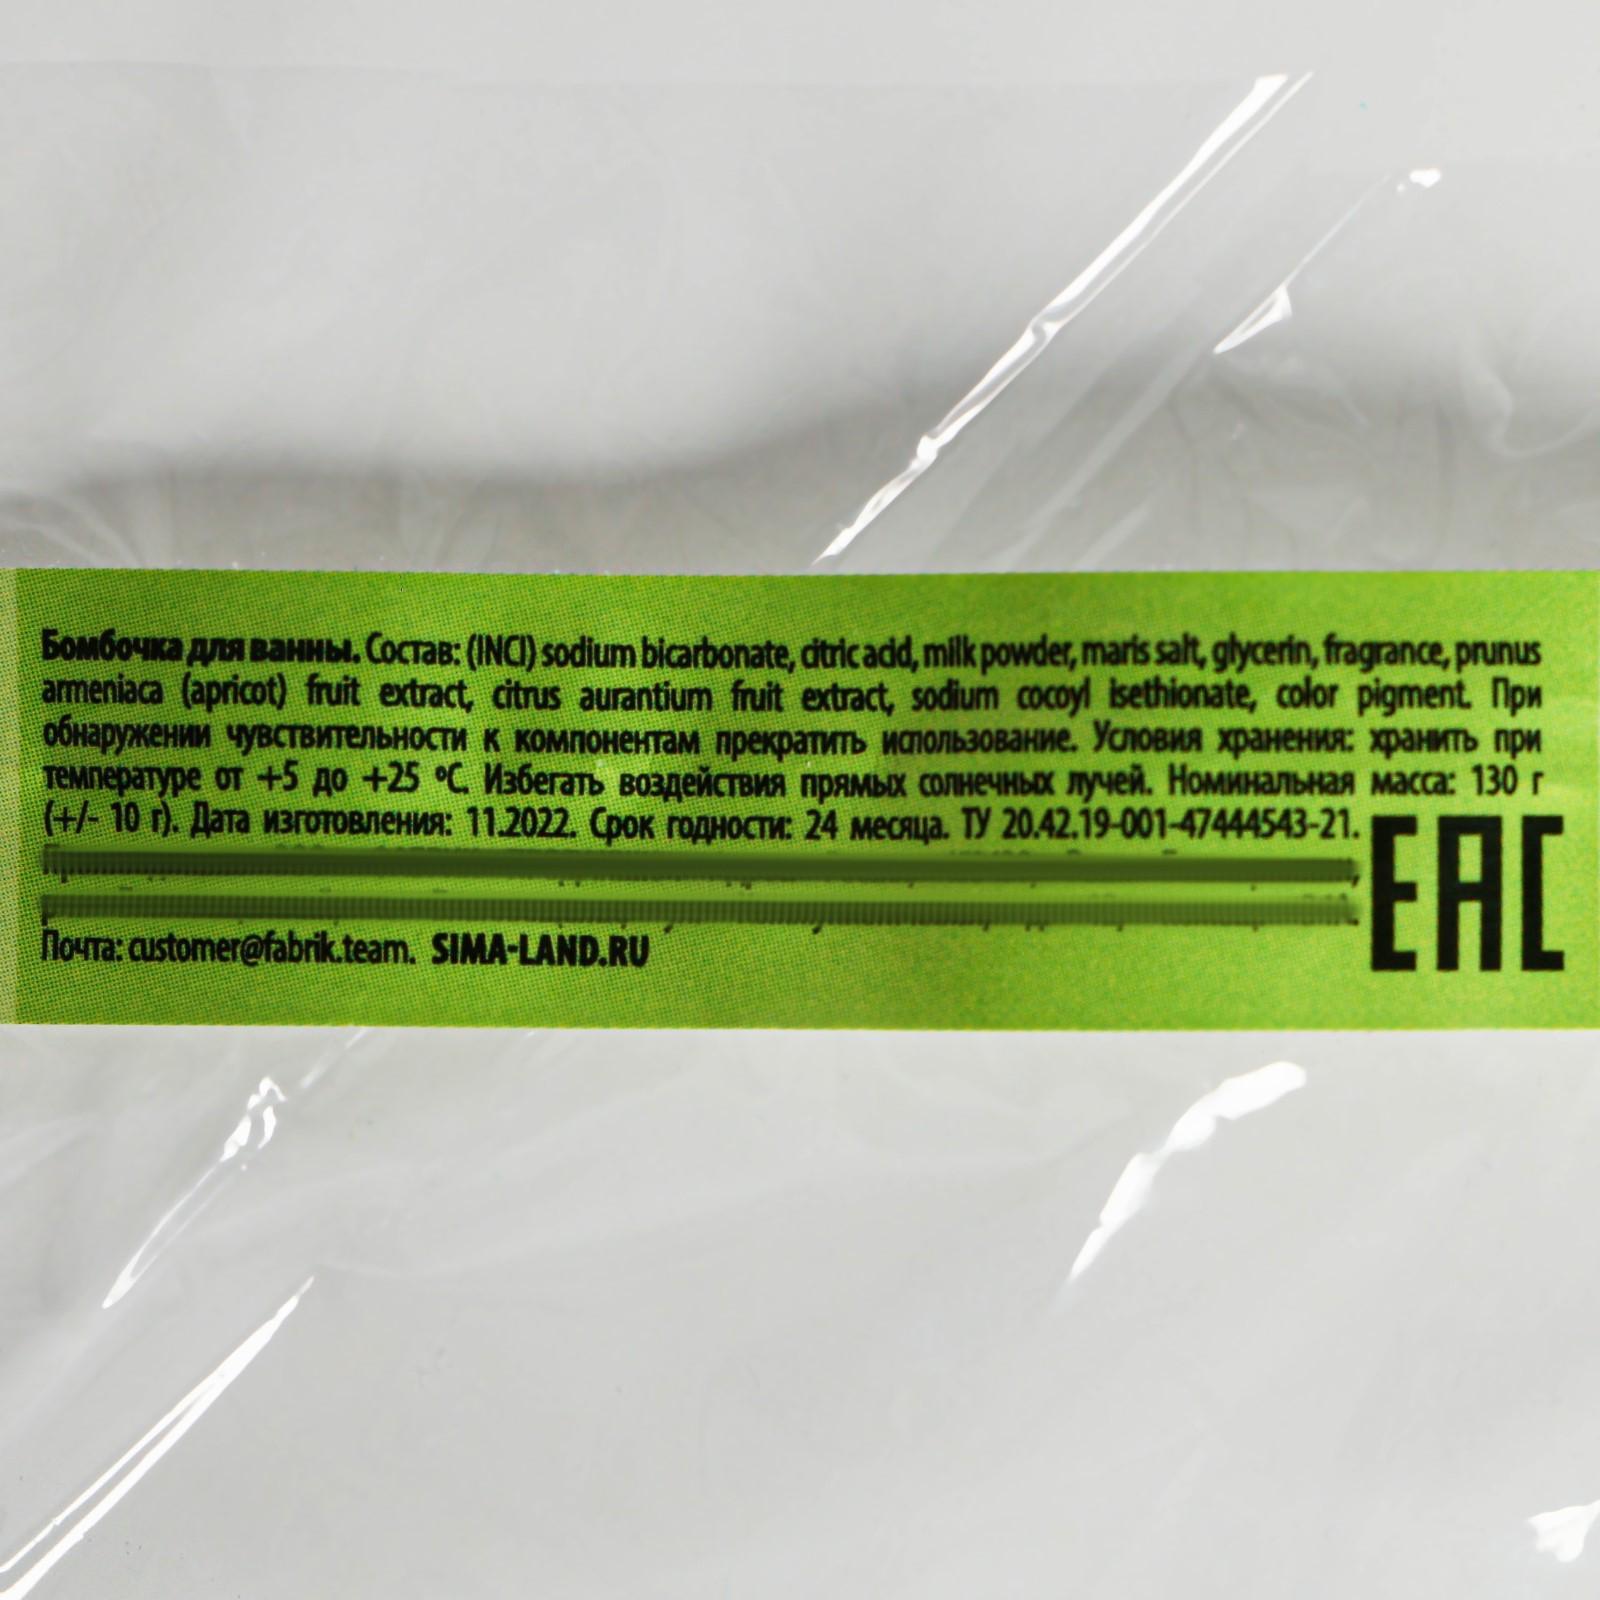 Бомбочка для ванны. Состав: (INCI) sodium bicarbonate, citric acid, milk powder, maris salt, glycerin, fragrance, prunus
armeniaca (apricot) fruit extract, citrus aurantium fruit extract, sodium cocoyl isethionate, color pigment. При
обнаружении чувствительности к компонентам прекратить использование. Условия хранения: хранить при
температуре от +5 до +25 °C. Избегать воздействия прямых солнечных лучей. Номинальная масса: 130 г
(+/- 10 г). Дата изготовления: 11.2022. Срок годности: 24 месяца. ТУ 20.42.19-001-47444543-21.
Почта: customer@fabrik.team. SIMA-LAND.RU
EAC